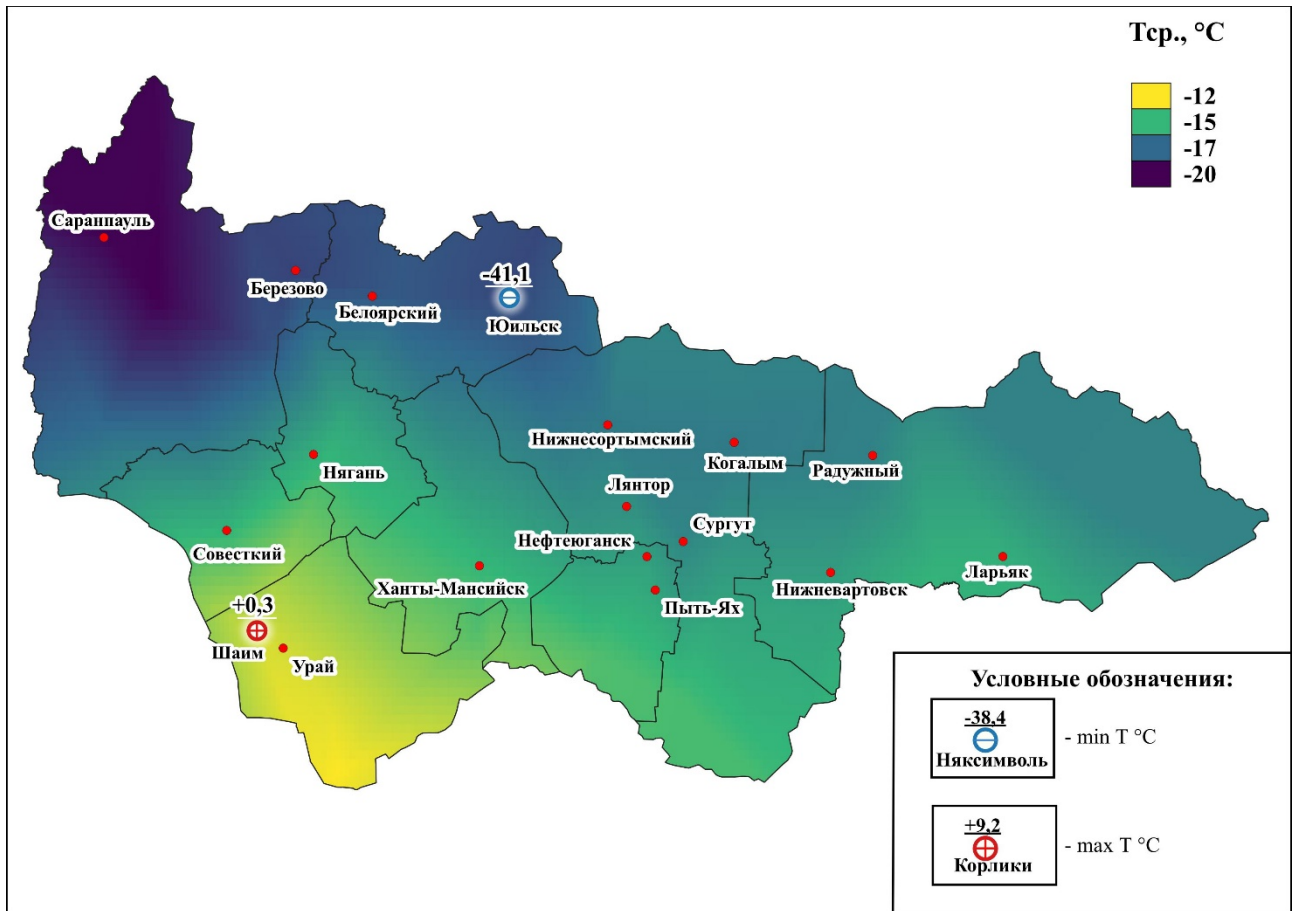 Тср., °C
-12
-15
-17
-20
Саранпауль
Березово
Белоярский
-41,1
Юильск
Нижнесортымский
Когалым
Радужный
Нягань
Лянтор
Сургут
Совесткий
Нефтеюганск
Ханты-Мансийск
Пыть-Ях
Нижневартовск
Ларьяк
+0,3
Шаим
Урай
Условные обозначения:
-38,4
Няксимволь
- min T °C
+9,2
Корлики
- max T °C